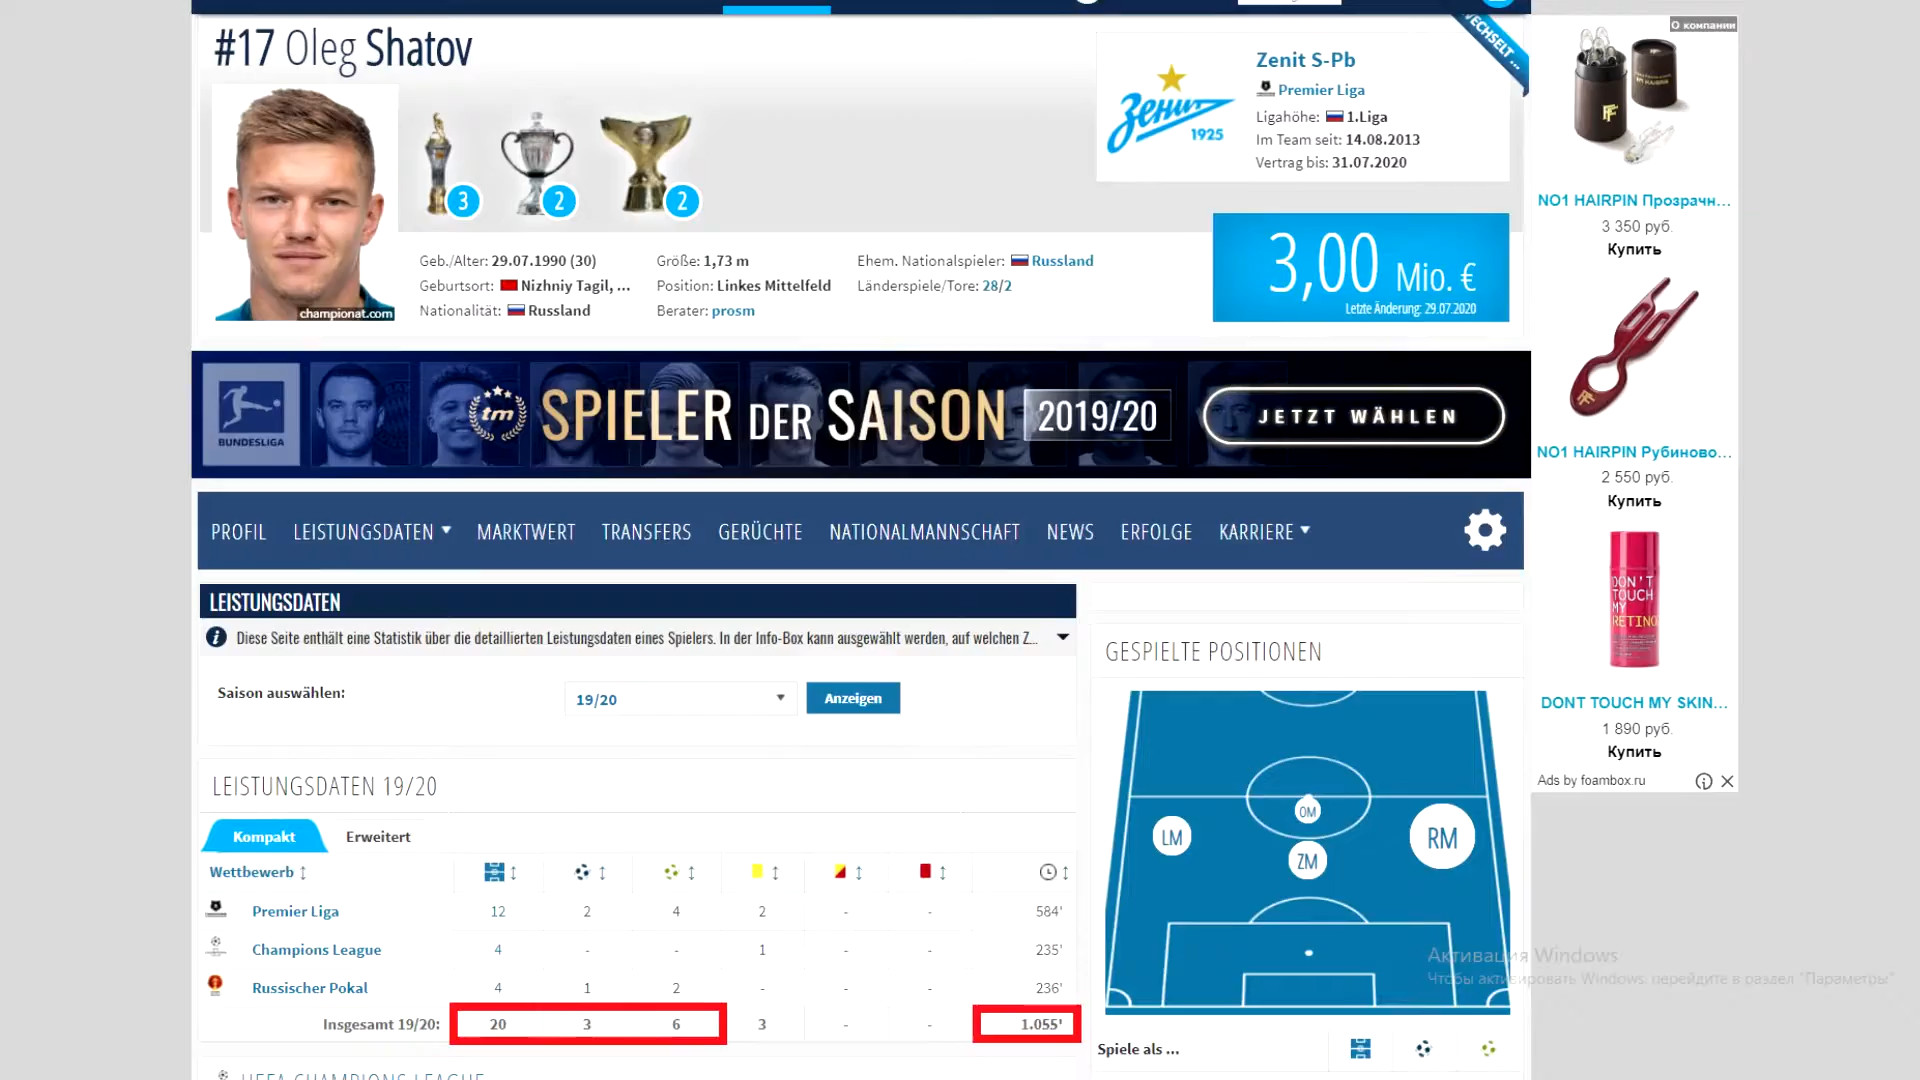 #17 Oleg Shatov
3
2
2
championat.com
Geb./Alter: 29.07.1990 (30)
Geburtsort: Nizhniy Tagil, ...
Nationalität: Russland
Größe: 1,73 m
Position: Linkes Mittelfeld
Berater: prosm
Ehem. Nationalspieler: Russland
Länderspiele/Tore: 28/2
Зенит
1925
Zenit S-Pb
Premier Liga
Ligahöhe: 1.Liga
Im Team seit: 14.08.2013
Vertrag bis: 31.07.2020
3,00 Mio. €
Letzte Änderung: 29.07.2020
BUNDESLIGA
tm
SPIELER DER SAISON 2019/20
JETZT WÄHLEN
PROFIL LEISTUNGSDATEN MARKTWERT TRANSFERS GERÜCHTE NATIONALMANNSCHAFT NEWS ERFOLGE KARRIERE
LEISTUNGSDATEN
Diese Seite enthält eine Statistik über die detaillierten Leistungsdaten eines Spielers. In der Info-Box kann ausgewählt werden, auf welchen Z...
Saison auswählen: 19/20 Anzeigen
LEISTUNGSDATEN 19/20
Kompakt Erweitert
Wettbewerb
Premier Liga 12 2 4 2 - - 584'
Champions League 4 - - 1 - - 235'
Russischer Pokal 4 1 2 - - - 236'
Insgesamt 19/20: 20 3 6 3 - - 1.055'
UEFA CHAMPIONS LEAGUE
GESPIELTE POSITIONEN
OM
LM
RM
ZM
Spiele als ...
О компании
NO1 HAIRPIN Прозрачн...
3 350 руб.
Купить
NO1 HAIRPIN Рубиново...
2 550 руб.
Купить
DON'T
TOUCH
MY
RETINO
DONT TOUCH MY SKIN...
1 890 руб.
Купить
Ads by foambox.ru
Активация Windows
Чтобы активировать Windows, перейдите в раздел "Параметры"